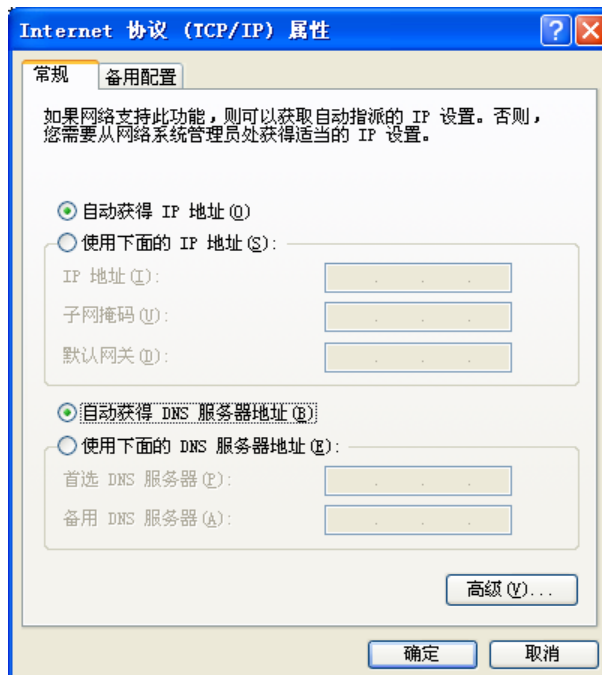 Internet 协议 (TCP/IP) 属性
常规
备用配置
如果网络支持此功能，则可以获取自动指派的 IP 设置。否则，
您需要从网络系统管理员处获得适当的 IP 设置。
自动获得 IP 地址(O)
使用下面的 IP 地址(S):
IP 地址(I):
子网掩码(U):
默认网关(D):
自动获得 DNS 服务器地址(B)
使用下面的 DNS 服务器地址(E):
首选 DNS 服务器(P):
备用 DNS 服务器(A):
高级(V)...
确定
取消